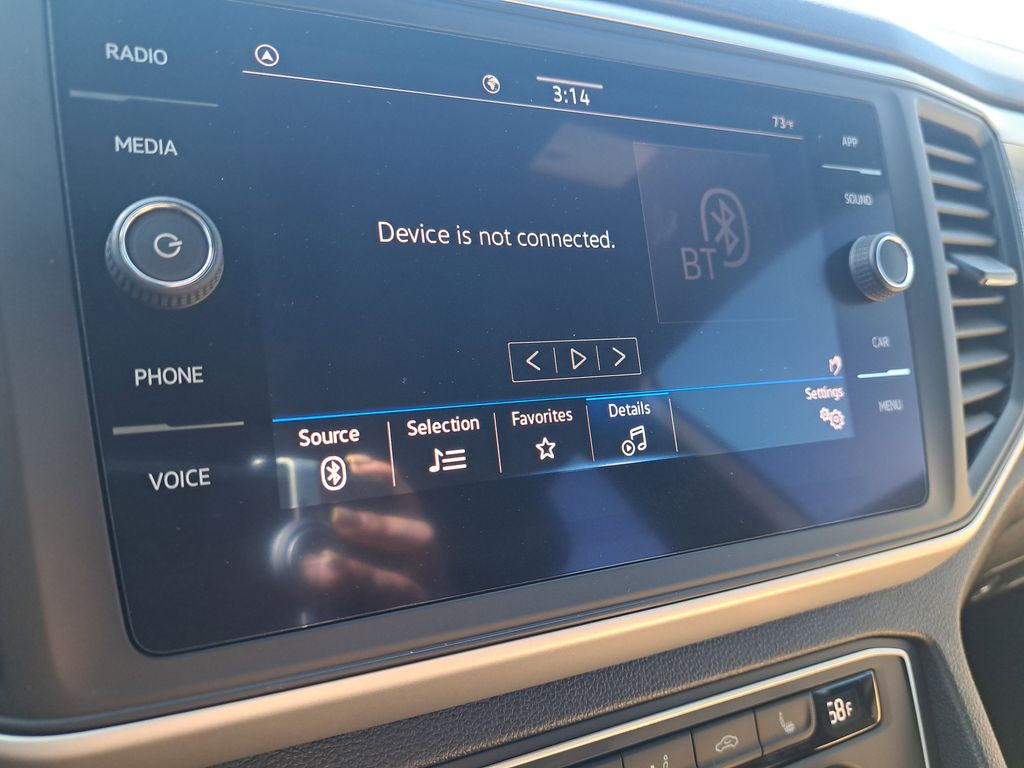 RADIO
3:14
73°F
APP
MEDIA
SOUND
Device is not connected.
BT
CAR
PHONE
Settings
MENU
Source
Selection
Favorites
Details
VOICE
58°F